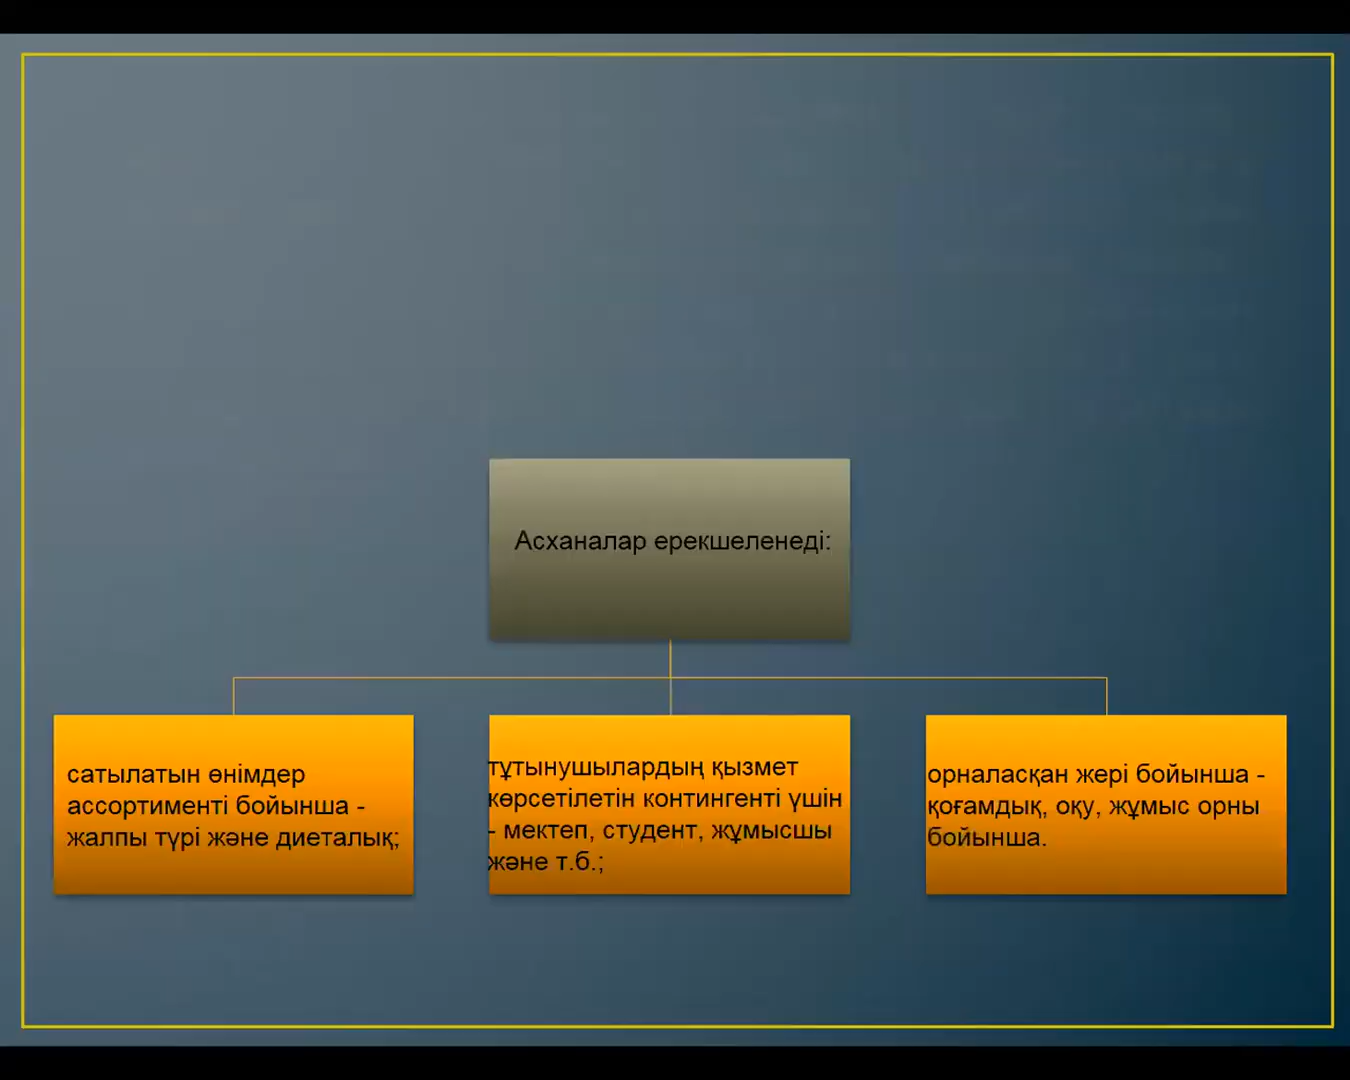 Асханалар ерекшеленеді:
сатылатын өнімдер
ассортименті бойынша -
жалпы түрі және диеталық;
тұтынушылардың қызмет
көрсетілетін контингенті үшін
- мектеп, студент, жұмысшы
және т.б.;
орналасқан жері бойынша -
қоғамдық, оқу, жұмыс орны
бойынша.